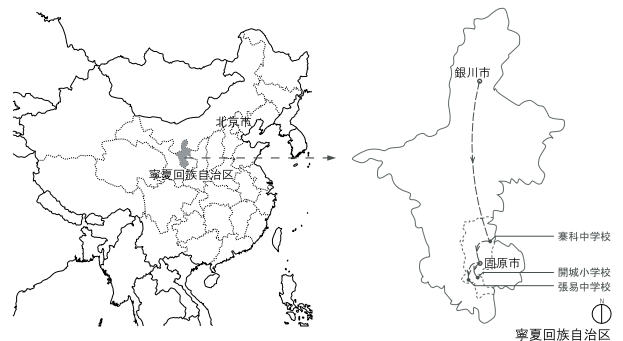 北京市
寧夏回族自治区
銀川市
寨科中学校
固原市
開城小学校
張易中学校
N
寧夏回族自治区